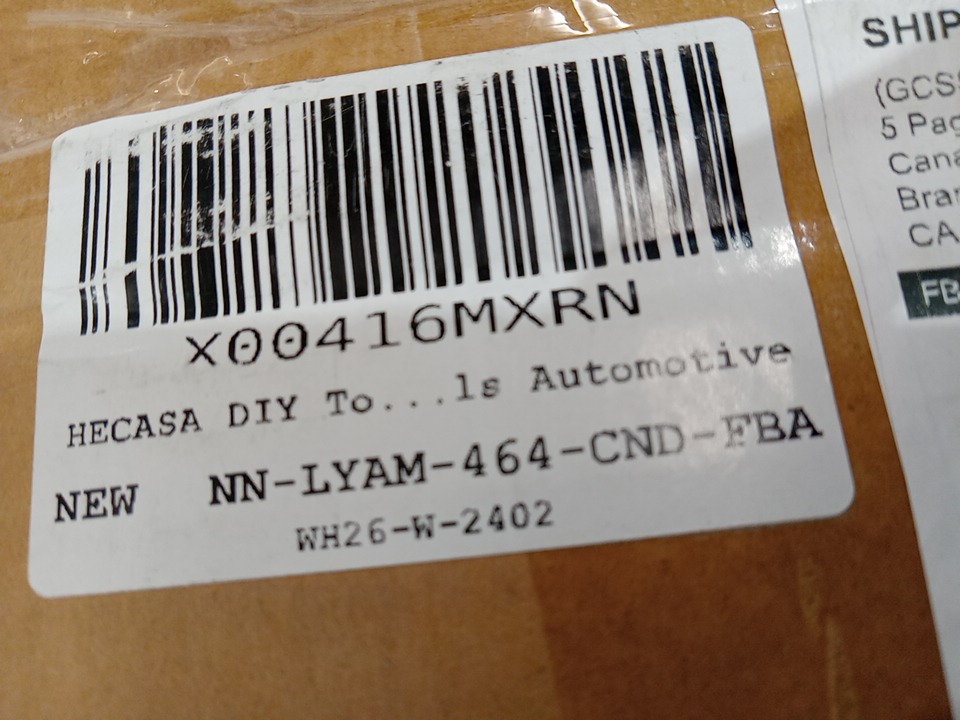 X00416MXRN
HECASA DIY To...ls Automotive
NEW NN-LYAM-464-CND-FBA
WH26-W-2402
SHIP
(GCS
5 Pag
Cana
Bra
CA
FB